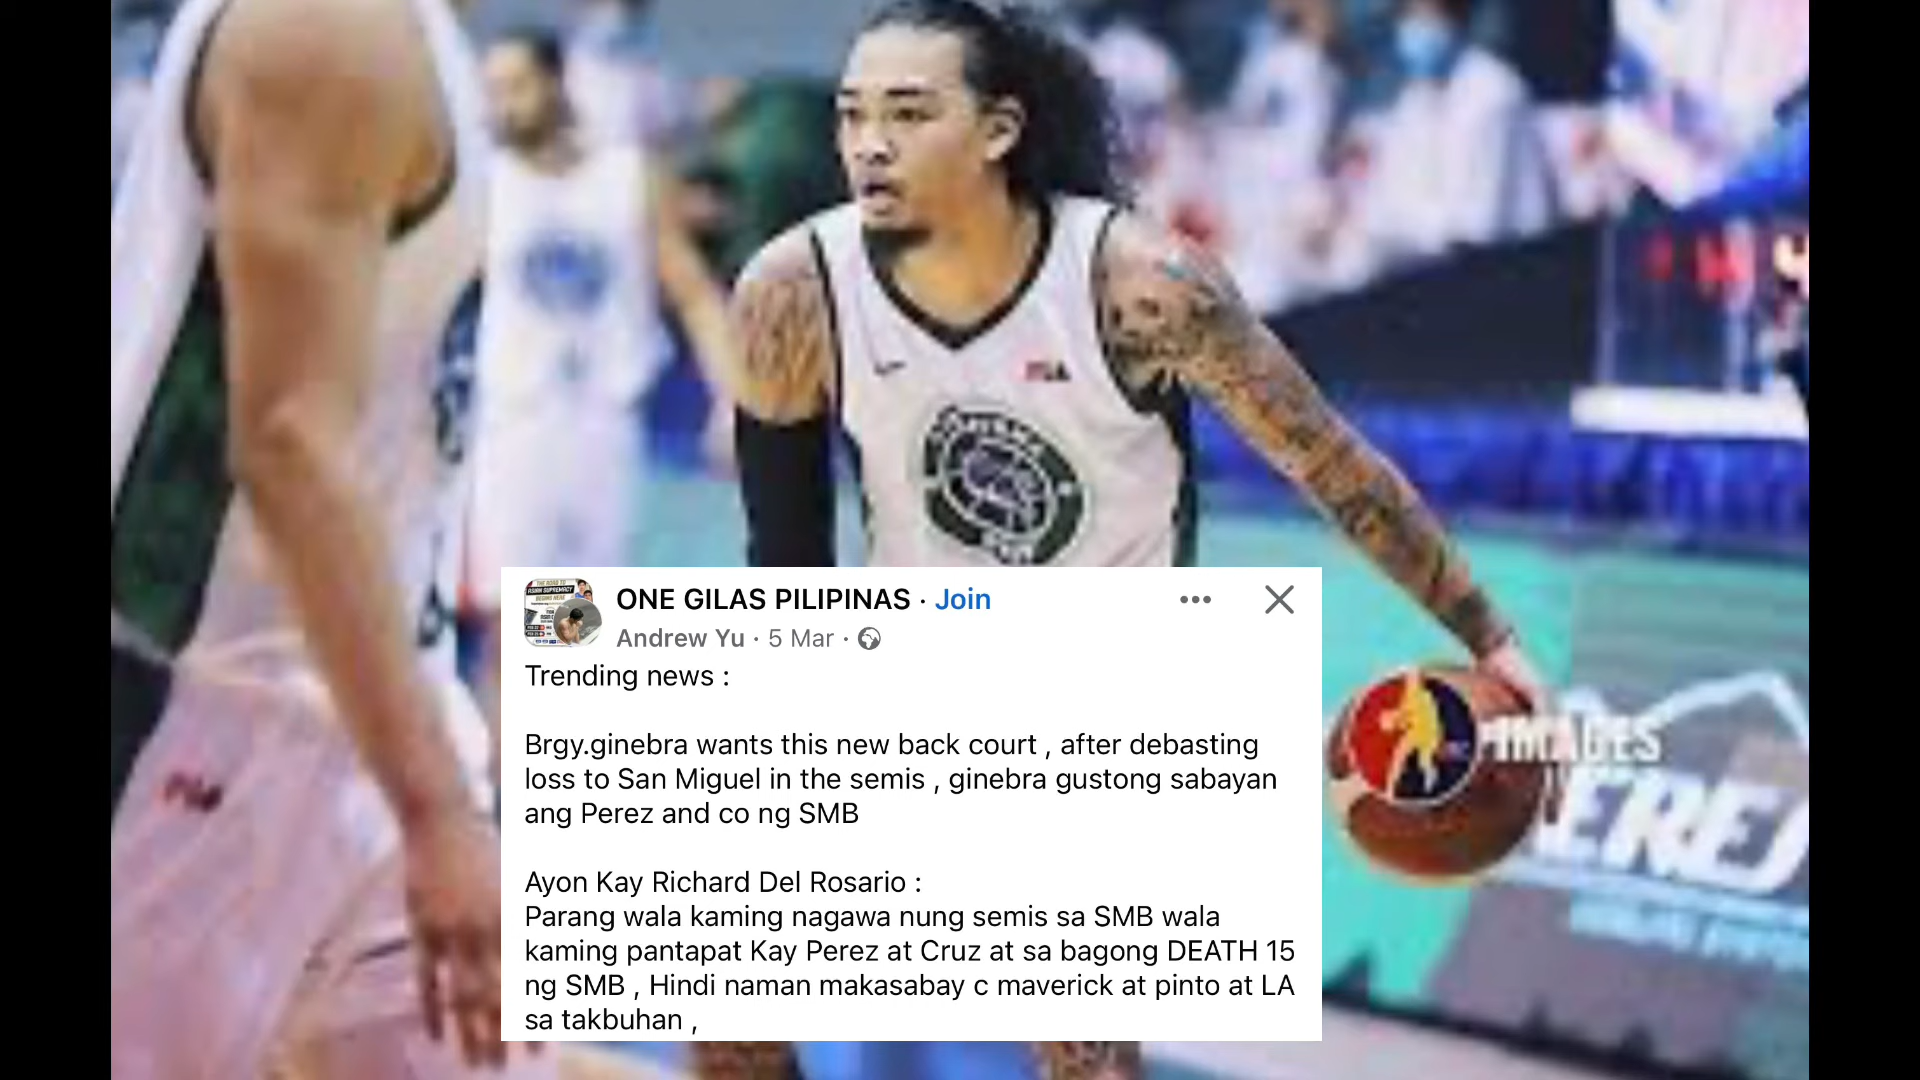 ONE GILAS PILIPINAS · Join
Andrew Yu · 5 Mar ·
Trending news :
Brgy.ginebra wants this new back court , after debasting
loss to San Miguel in the semis , ginebra gustong sabayan
ang Perez and co ng SMB
Ayon Kay Richard Del Rosario :
Parang wala kaming nagawa nung semis sa SMB wala
kaming pantapat Kay Perez at Cruz at sa bagong DEATH 15
ng SMB , Hindi naman makasabay c maverick at pinto at LA
sa takbuhan ,
IMAGES